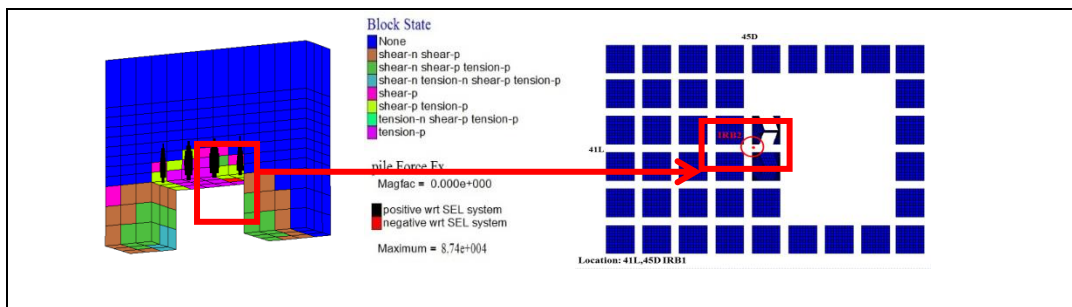 Block State
None
shear-n shear-p
shear-n shear-p tension-p
shear-n tension-n shear-p tension-p
shear-p
shear-p tension-p
tension-n shear-p tension-p
tension-p
pile Force Fx
Magfac = 0.000e+000
positive wrt SEL system
negative wrt SEL system
Maximum = 8.74e+004
45D
IRB2
41L
Location: 41L,45D IRB1